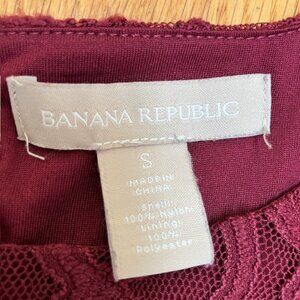 BANANA REPUBLIC
S
MADE IN
CHINA
Shell:
100% Nylon
Lining:
100%
Polyester